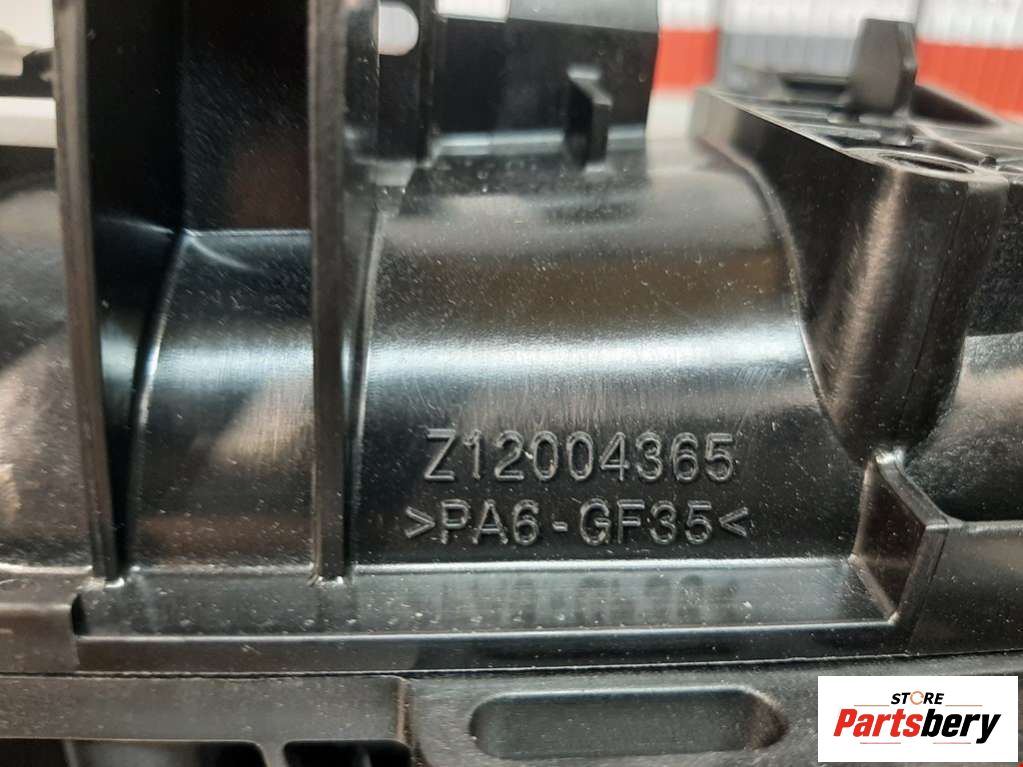 Z12004365
>PA6-GF35<
STORE
Partsbery